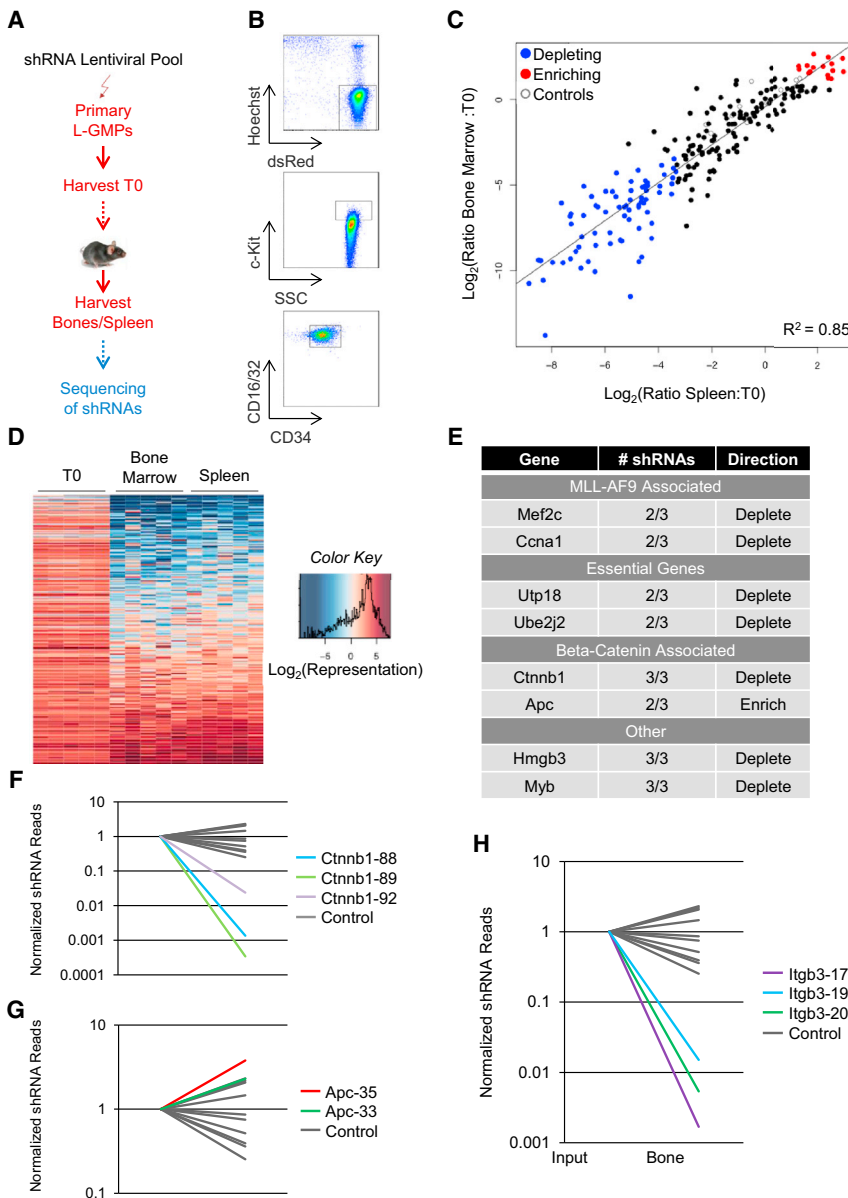 A
shRNA Lentiviral Pool
Primary
L-GMPs
Harvest T0
Harvest
Bones/Spleen
Sequencing
of shRNAs
B
Hoechst
dsRed
c-Kit
SSC
CD16/32
CD34
C
Depleting
Enriching
Controls
Log2(Ratio Bone Marrow :T0)
0
−5
−10
R2 = 0.85
−8
−6
−4
−2
0
2
Log2(Ratio Spleen:T0)
D
T0
Bone
Marrow
Spleen
Color Key
−5 0 5
Log2(Representation)
E
Gene # shRNAs Direction
MLL-AF9 Associated
Mef2c 2/3 Deplete
Ccna1 2/3 Deplete
Essential Genes
Utp18 2/3 Deplete
Ube2j2 2/3 Deplete
Beta-Catenin Associated
Ctnnb1 3/3 Deplete
Apc 2/3 Enrich
Other
Hmgb3 3/3 Deplete
Myb 3/3 Deplete
F
Normalized shRNA Reads
10
1
0.1
0.01
0.001
0.0001
Ctnnb1-88
Ctnnb1-89
Ctnnb1-92
Control
G
Normalized shRNA Reads
10
1
0.1
Apc-35
Apc-33
Control
H
Normalized shRNA Reads
10
1
0.1
0.01
0.001
Input Bone
Itgb3-17
Itgb3-19
Itgb3-20
Control